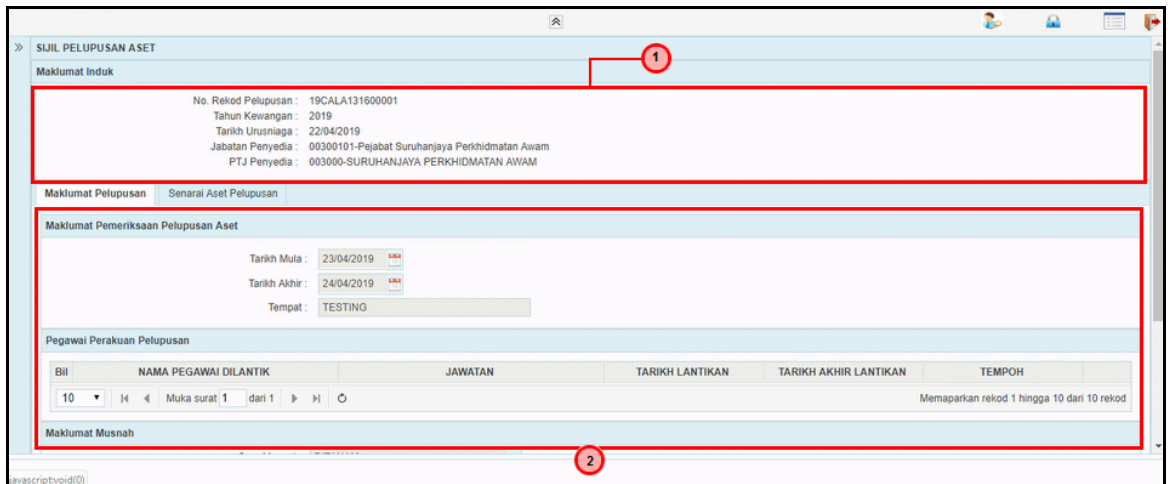 SIJIL PELUPUSAN ASET
1
Maklumat Induk
No. Rekod Pelupusan : 19CALA131600001
Tahun Kewangan : 2019
Tarikh Urusniaga : 22/04/2019
Jabatan Penyedia : 00300101-Pejabat Suruhanjaya Perkhidmatan Awam
PTJ Penyedia : 003000-SURUHANJAYA PERKHIDMATAN AWAM
Maklumat Pelupusan Senarai Aset Pelupusan
Maklumat Pemeriksaan Pelupusan Aset
Tarikh Mula : 23/04/2019
Tarikh Akhir : 24/04/2019
Tempat : TESTING
Pegawai Perakuan Pelupusan
Bil NAMA PEGAWAI DILANTIK JAWATAN TARIKH LANTIKAN TARIKH AKHIR LANTIKAN TEMPOH
10 Muka surat 1 dari 1 Memaparkan rekod 1 hingga 10 dari 10 rekod
Maklumat Musnah
2
javascript:void(0)